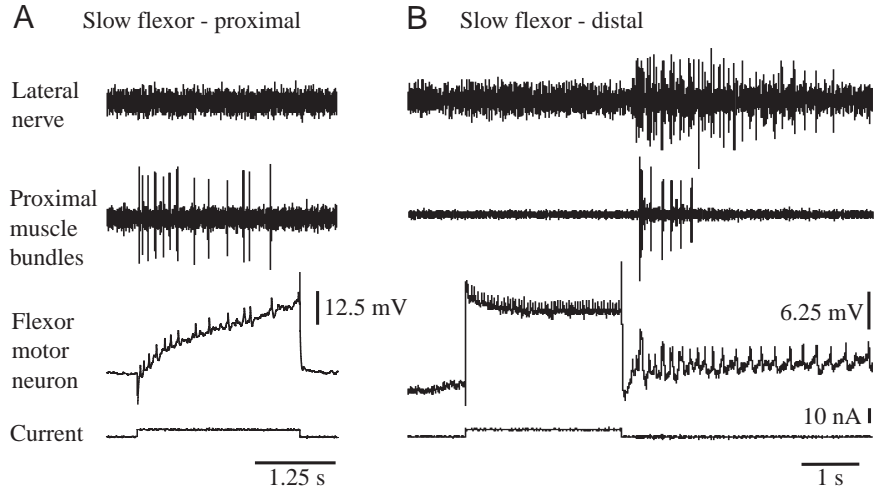 A Slow flexor - proximal
B Slow flexor - distal
Lateral
nerve
Proximal
muscle
bundles
12.5 mV
6.25 mV
Flexor
motor
neuron
10 nA
Current
1.25 s
1 s